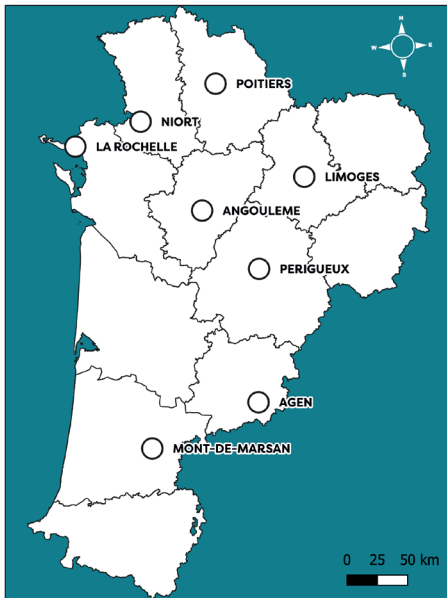 N
W E
S
POITIERS
NIORT
LA ROCHELLE
LIMOGES
ANGOULEME
PERIGUEUX
AGEN
MONT-DE-MARSAN
0 25 50 km